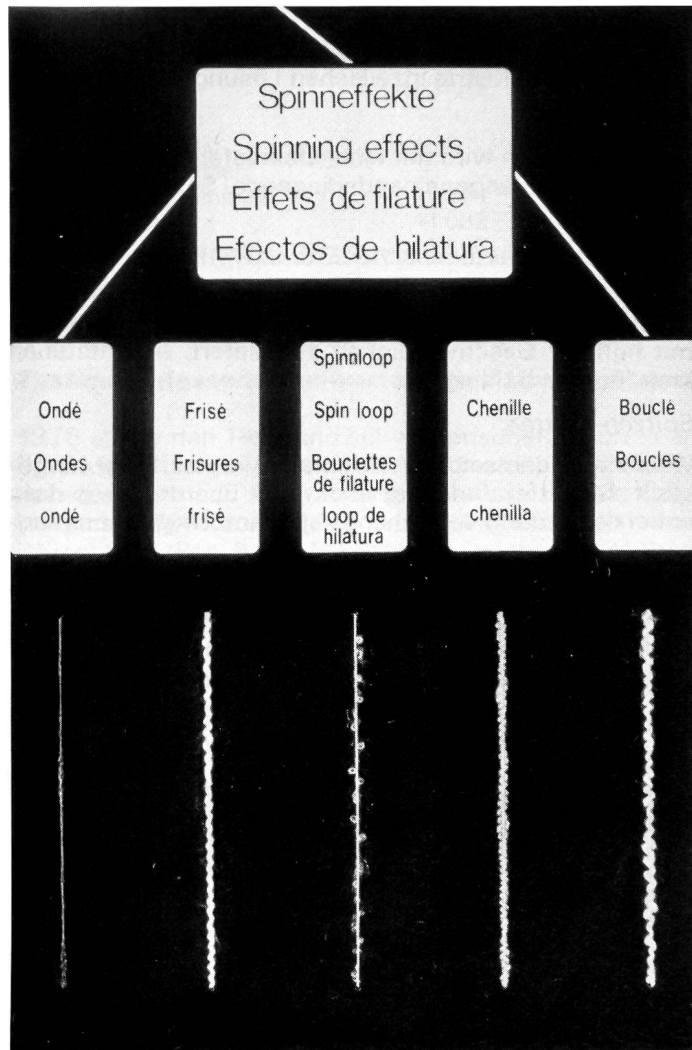 Spinneffekte
Spinning effects
Effets de filature
Efectos de hilatura
Ondé
Ondes
ondé
Frisé
Frisures
frisé
Spinnloop
Spin loop
Bouclettes
de filature
loop de
hilatura
Chenille
chenilla
Bouclé
Boucles